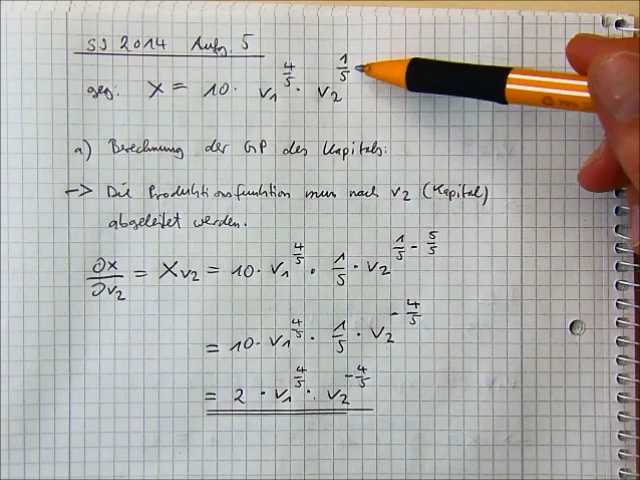 SS 2014 Aufg. 5
geg: x = 10 · v₁^(4/5) · v₂^(1/5)
a) Berechnung der GP des Kapitals:
-> Die Produktionsfunktion muss nach v₂ (Kapital)
abgeleitet werden.
∂x/∂v₂ = Xv₂ = 10 · v₁^(4/5) · 1/5 · v₂^(1/5 - 5/5)
= 10 · v₁^(4/5) · 1/5 · v₂^(-4/5)
= 2 · v₁^(4/5) · v₂^(-4/5)